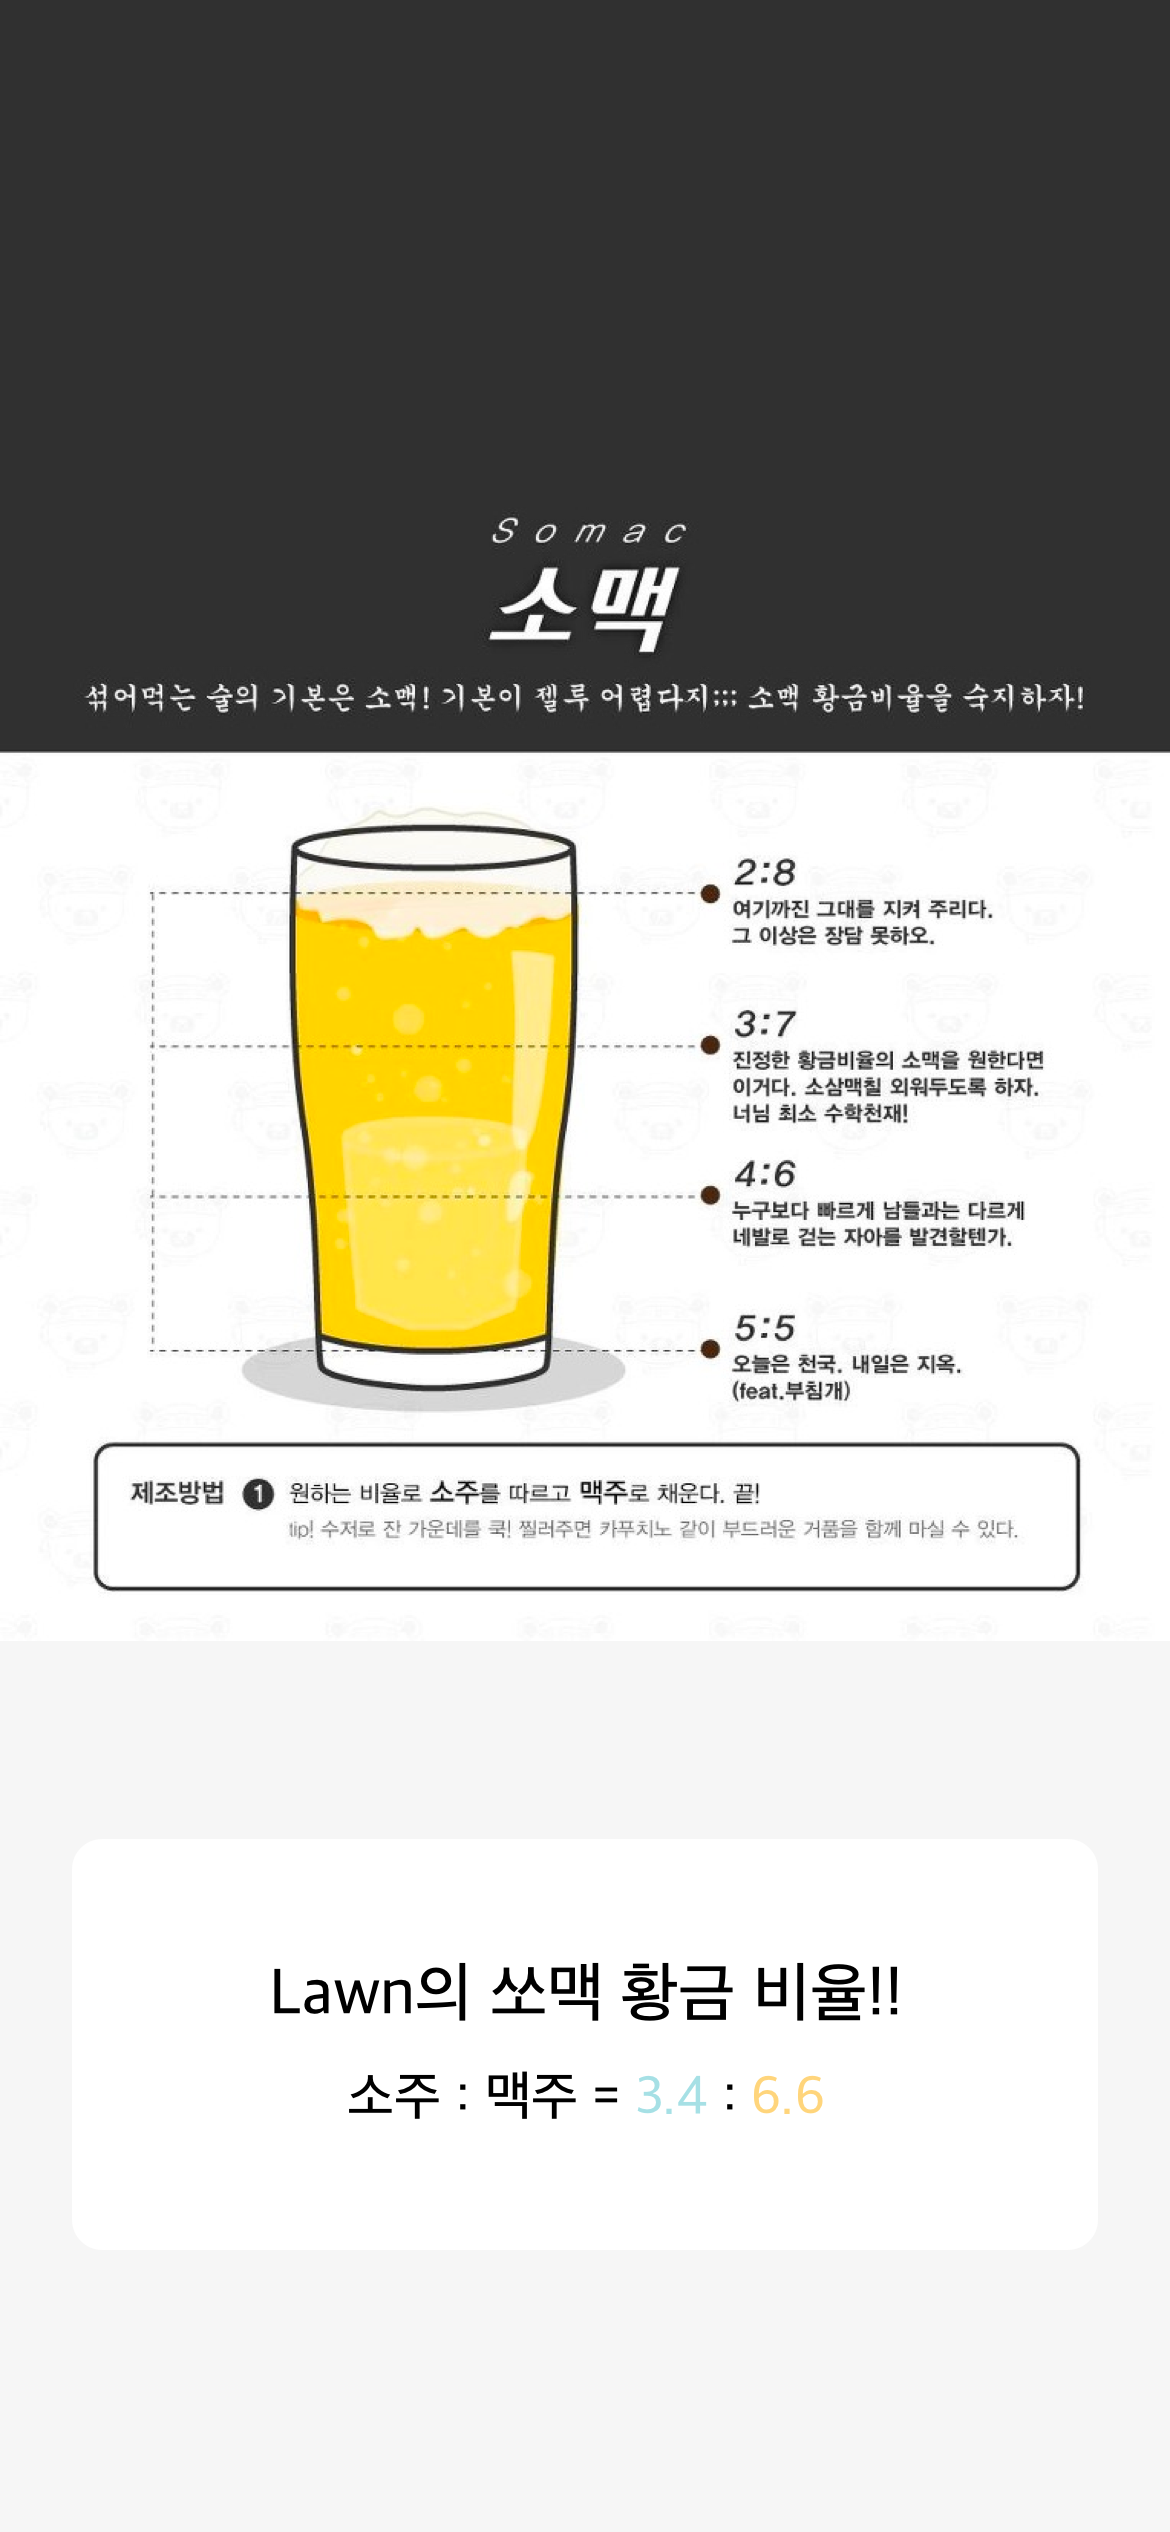 Somac
소맥
섞어먹는 술의 기본은 소맥! 기본이 젤루 어렵다지;;; 소맥 황금비율을 숙지하자!
2:8
여기까진 그대를 지켜 주리다.
그 이상은 장담 못하오.
3:7
진정한 황금비율의 소맥을 원한다면
이거다. 소삼맥칠 외워두도록 하자.
너님 최소 수학천재!
4:6
누구보다 빠르게 남들과는 다르게
네발로 걷는 자아를 발견할텐가.
5:5
오늘은 천국. 내일은 지옥.
(feat.부침개)
제조방법 1 원하는 비율로 소주를 따르고 맥주로 채운다. 끝!
tip! 수저로 잔 가운데를 쿡! 찔러주면 카푸치노 같이 부드러운 거품을 함께 마실 수 있다.
Lawn의 쏘맥 황금 비율!!
소주 : 맥주 = 3.4 : 6.6